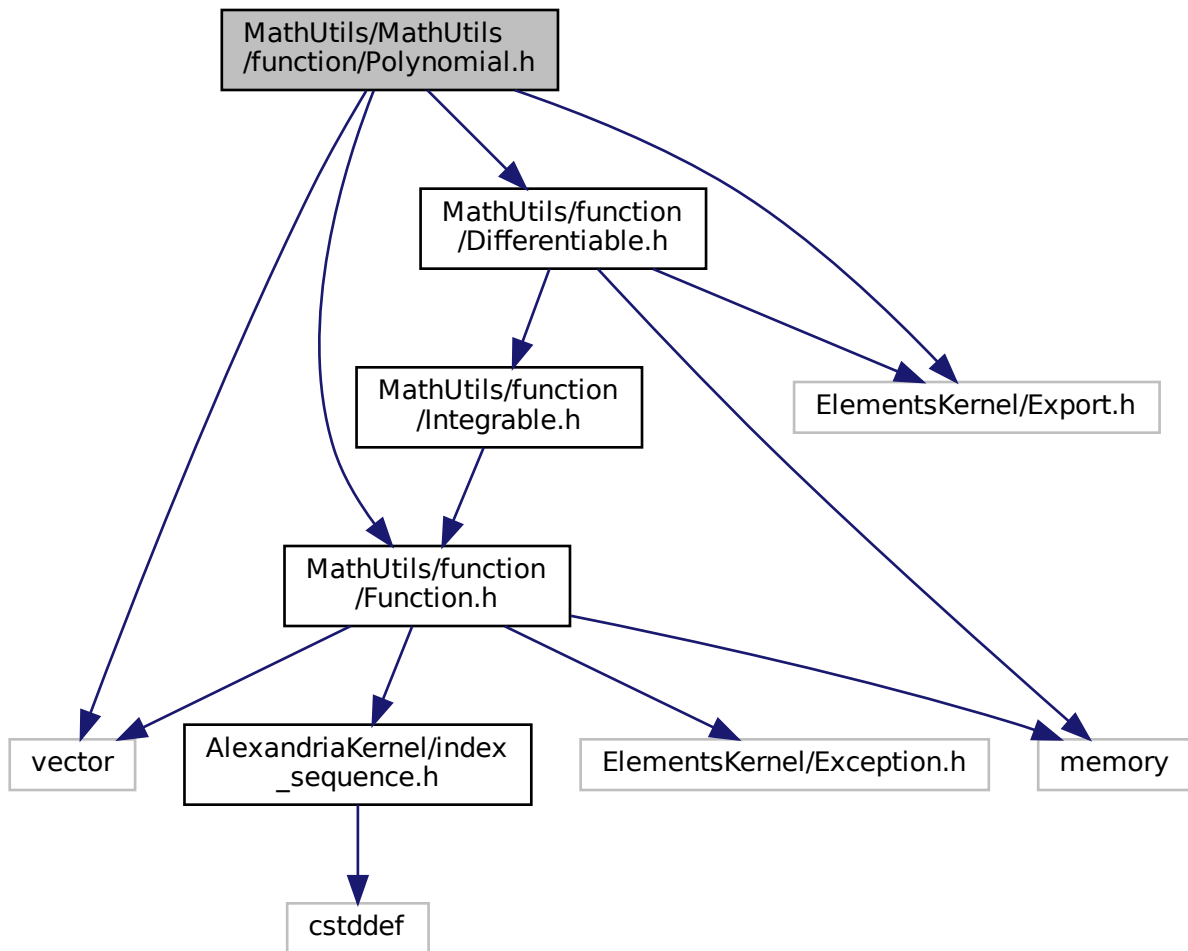 MathUtils/MathUtils
/function/Polynomial.h
MathUtils/function
/Differentiable.h
MathUtils/function
/Integrable.h
ElementsKernel/Export.h
MathUtils/function
/Function.h
vector
AlexandriaKernel/index
_sequence.h
ElementsKernel/Exception.h
memory
cstddef